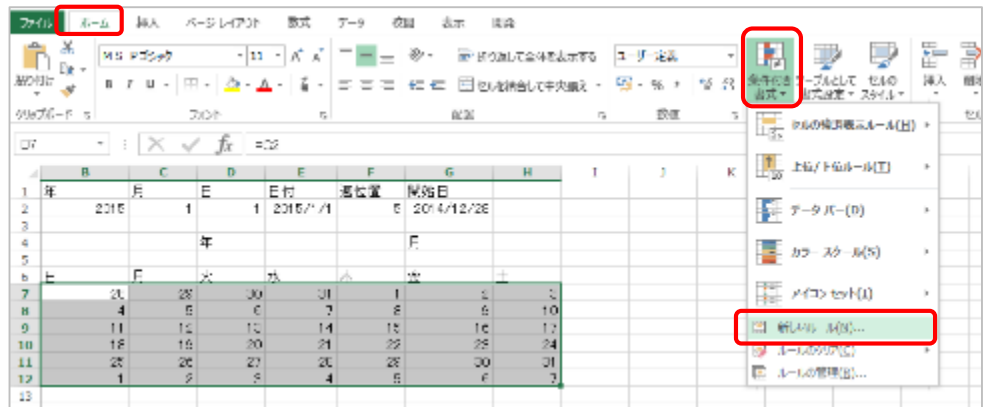 ファイル ホーム 挿入 ページ レイアウト 数式 データ 校閲 表示 開発
MS Pゴシック 11 折り返して全体を表示する ユーザー定義
B I U セルを結合して中央揃え % 条件付き書式 テーブルとして書式設定 セルのスタイル 挿入
クリップボード フォント 配置 数値
セルの強調表示ルール(H)
上位/下位ルール(T)
データ バー(D)
カラー スケール(S)
アイコン セット(I)
新しいルール(N)...
ルールのクリア(C)
ルールの管理(R)...
fx
B C D E F G H I J K
1 年 月 日 日付 週位置 開始日
2 2015 1 1 2015/1/1 5 2014/12/28
3
4 年 月
5
6 日 月 火 水 木 金 土
7 28 29 30 31 1 2 3
8 4 5 6 7 8 9 10
9 11 12 13 14 15 16 17
10 18 19 20 21 22 23 24
11 25 26 27 28 29 30 31
12 1 2 3 4 5 6 7
13